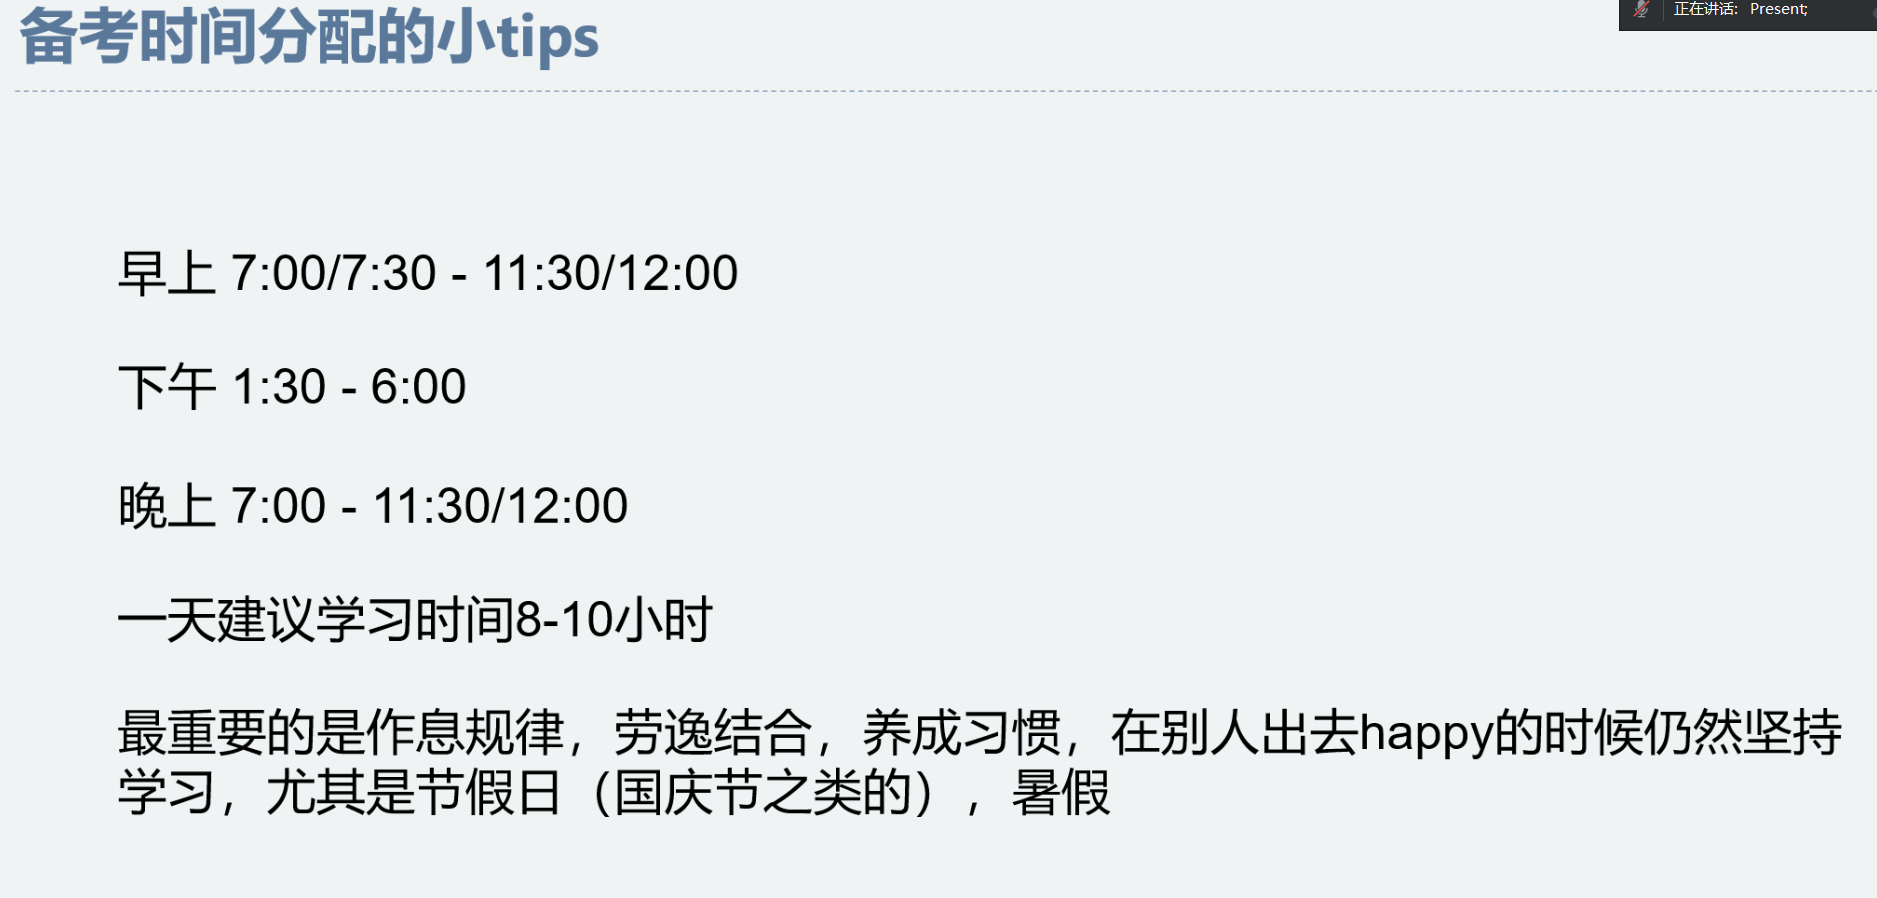 备考时间分配的小tips
正在讲话: Present;
早上 7:00/7:30 - 11:30/12:00
下午 1:30 - 6:00
晚上 7:00 - 11:30/12:00
一天建议学习时间8-10小时
最重要的是作息规律，劳逸结合，养成习惯，在别人出去happy的时候仍然坚持
学习，尤其是节假日（国庆节之类的），暑假